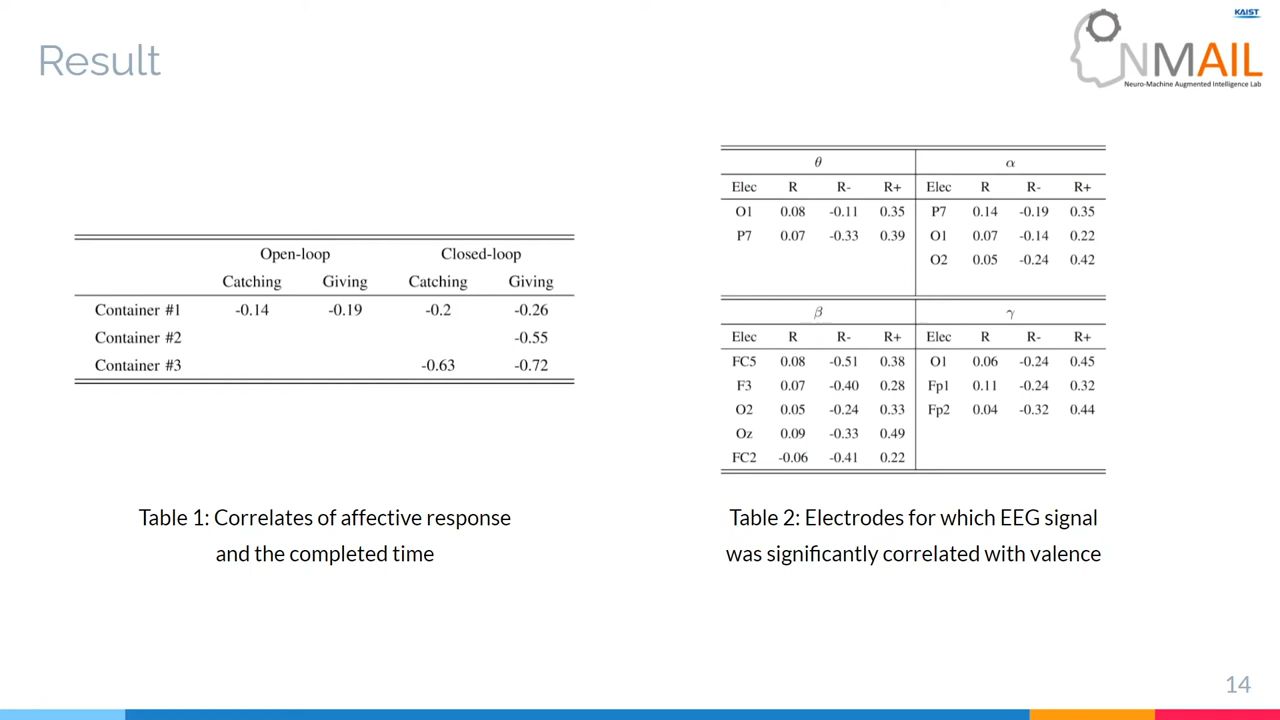 KAIST
Result
NMAIL
Neuro-Machine Augmented Intelligence Lab
Open-loop Closed-loop
Catching Giving Catching Giving
Container #1 -0.14 -0.19 -0.2 -0.26
Container #2 -0.55
Container #3 -0.63 -0.72
Table 1: Correlates of affective response
and the completed time
θ α
Elec R R- R+ Elec R R- R+
O1 0.08 -0.11 0.35 P7 0.14 -0.19 0.35
P7 0.07 -0.33 0.39 O1 0.07 -0.14 0.22
O2 0.05 -0.24 0.42
β γ
Elec R R- R+ Elec R R- R+
FC5 0.08 -0.51 0.38 O1 0.06 -0.24 0.45
F3 0.07 -0.40 0.28 Fp1 0.11 -0.24 0.32
O2 0.05 -0.24 0.33 Fp2 0.04 -0.32 0.44
Oz 0.09 -0.33 0.49
FC2 -0.06 -0.41 0.22
Table 2: Electrodes for which EEG signal
was significantly correlated with valence
14